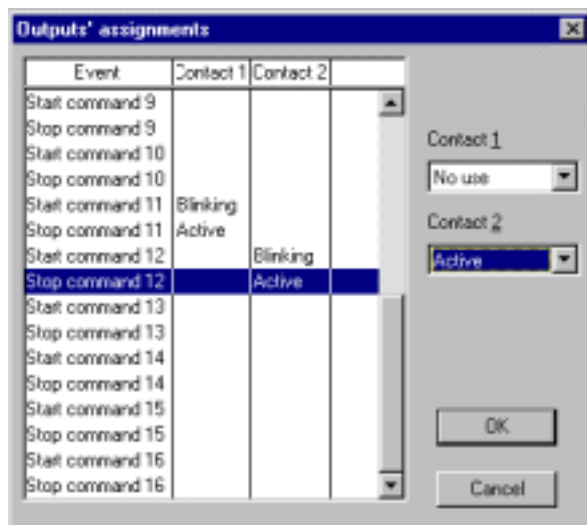 Outputs' assignments
Event Contact 1 Contact 2
Start command 9
Stop command 9
Start command 10
Stop command 10
Start command 11 Blinking
Stop command 11 Active
Start command 12 Blinking
Stop command 12 Active
Start command 13
Stop command 13
Start command 14
Stop command 14
Start command 15
Stop command 15
Start command 16
Stop command 16
Contact 1
No use
Contact 2
Active
OK
Cancel